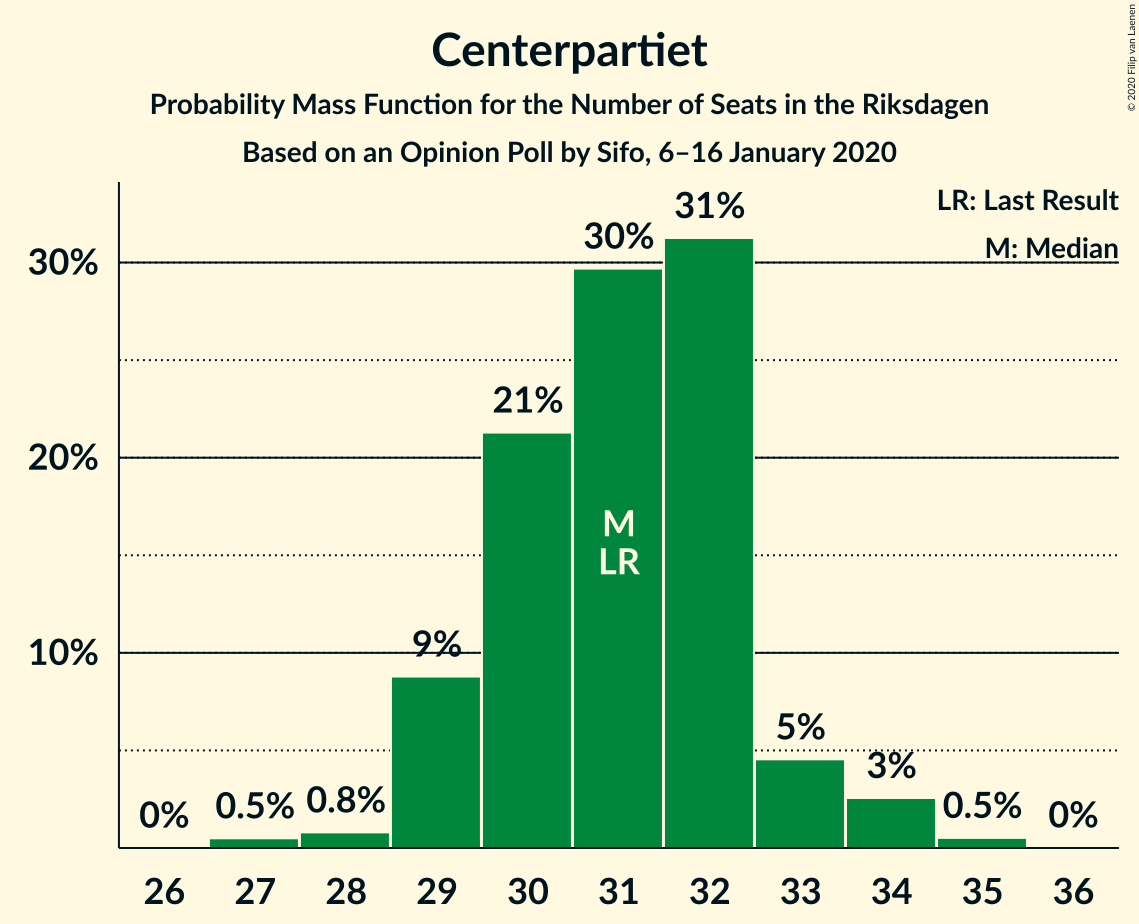 Centerpartiet
Probability Mass Function for the Number of Seats in the Riksdagen
Based on an Opinion Poll by Sifo, 6–16 January 2020
© 2020 Filip van Laenen
LR: Last Result
M: Median
30%
20%
10%
0%
0.5%
0.8%
9%
21%
30%
31%
5%
3%
0.5%
0%
M
LR
26 27 28 29 30 31 32 33 34 35 36